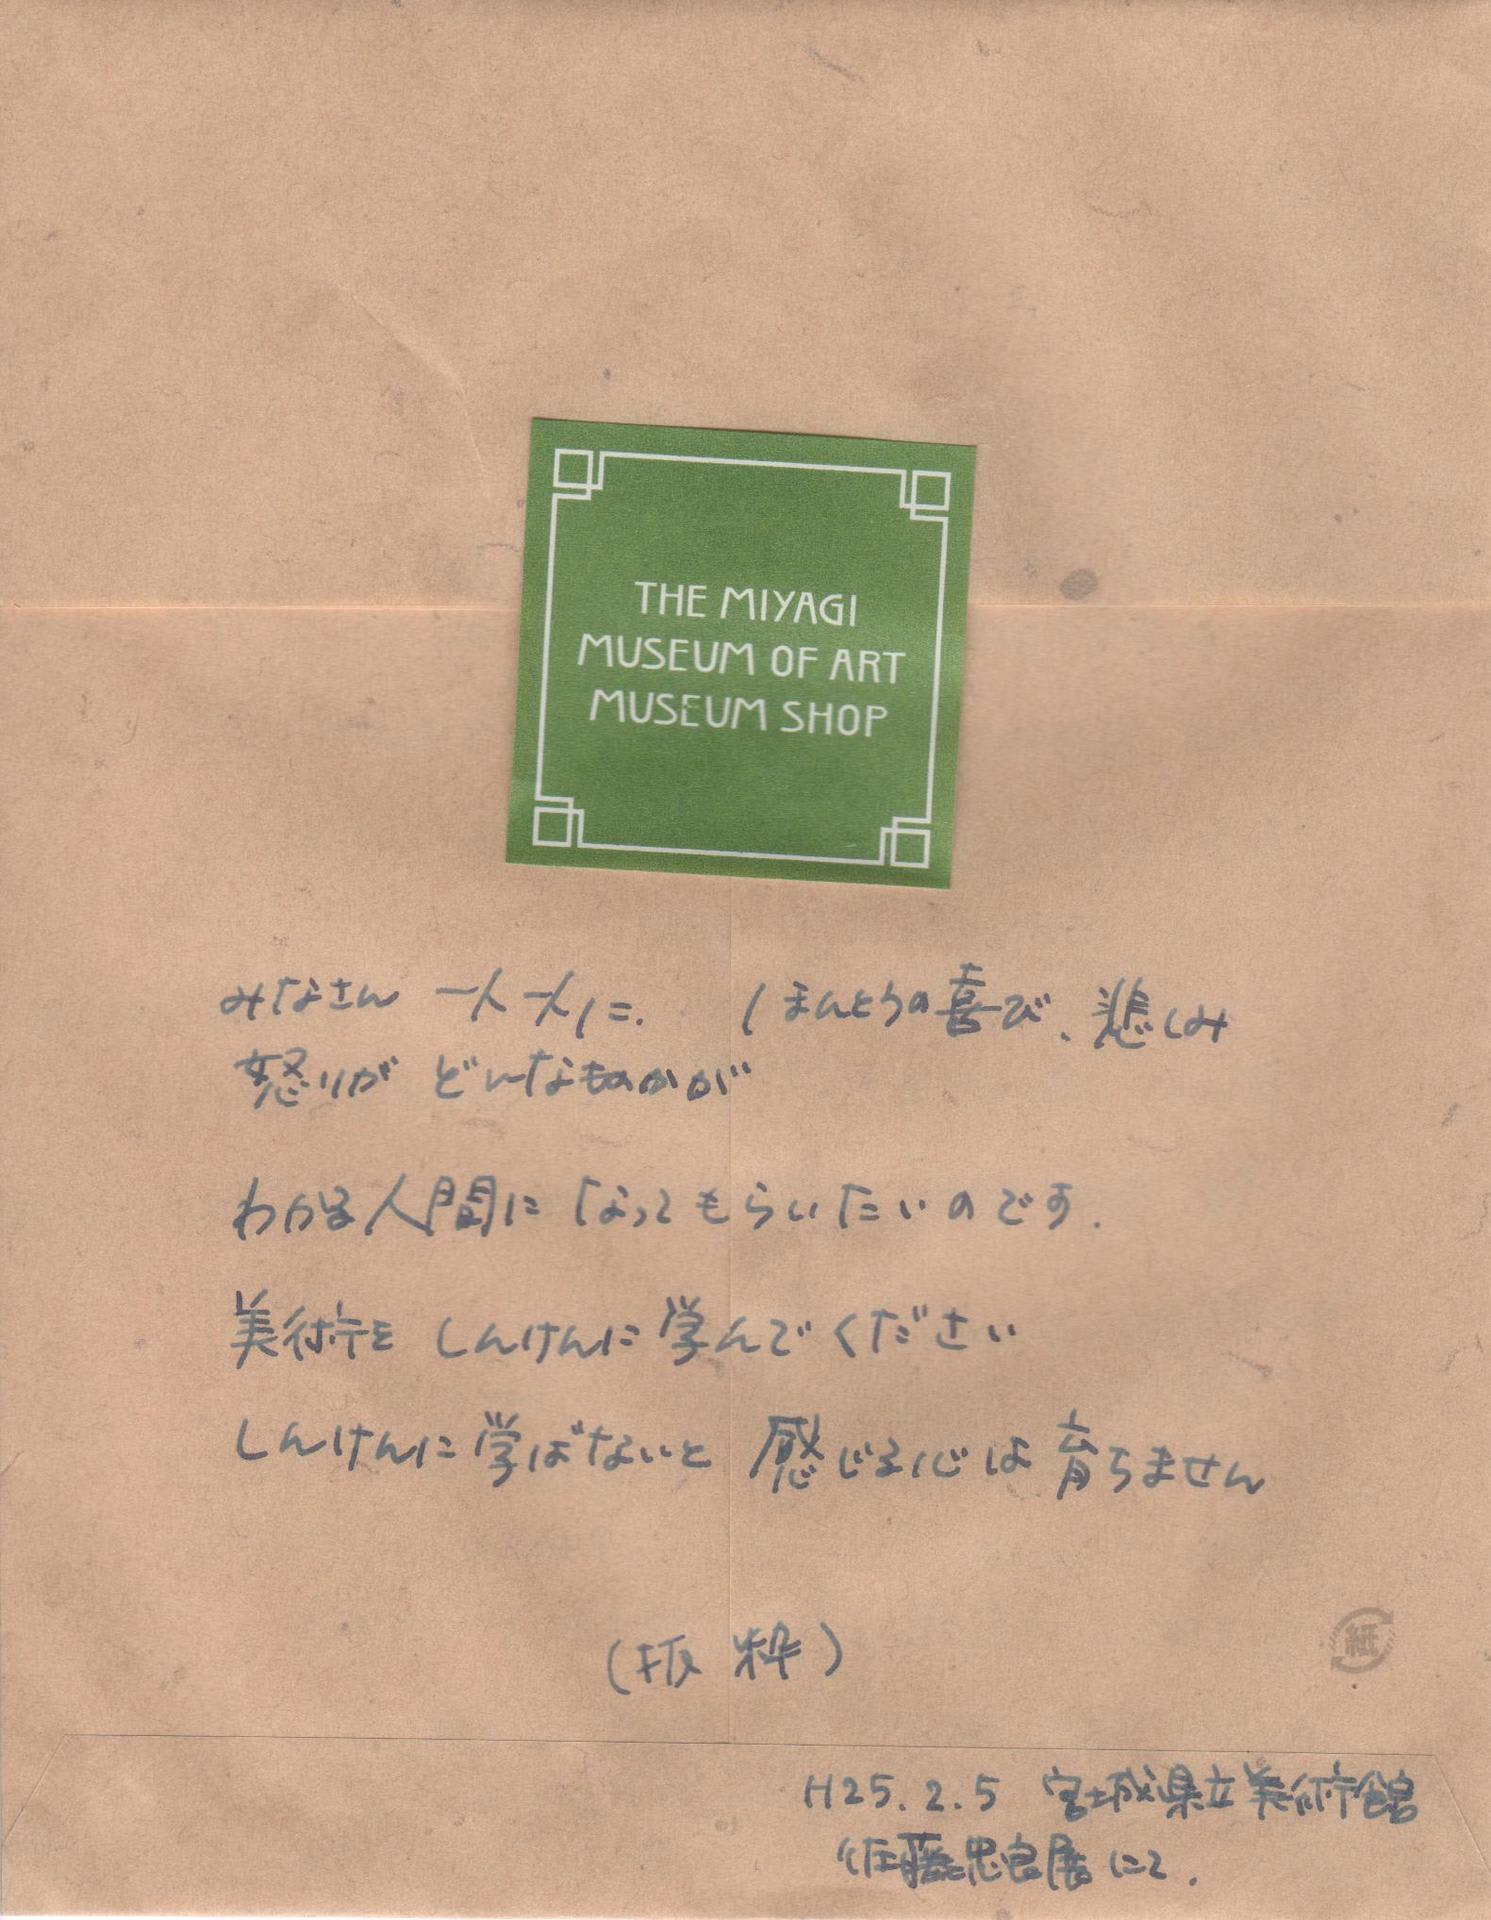 THE MIYAGI
MUSEUM OF ART
MUSEUM SHOP
みなさん 一人一人に. ほんとうの喜び、悲しみ
怒りが どんなものかが
わかる人間に なってもらいたいのです.
美術を しんけんに学んでください
しんけんに学ばないと 感じる心は育ちません
(抜粋)
紙
H25.2.5 宮城県立美術館
佐藤忠良展にて.